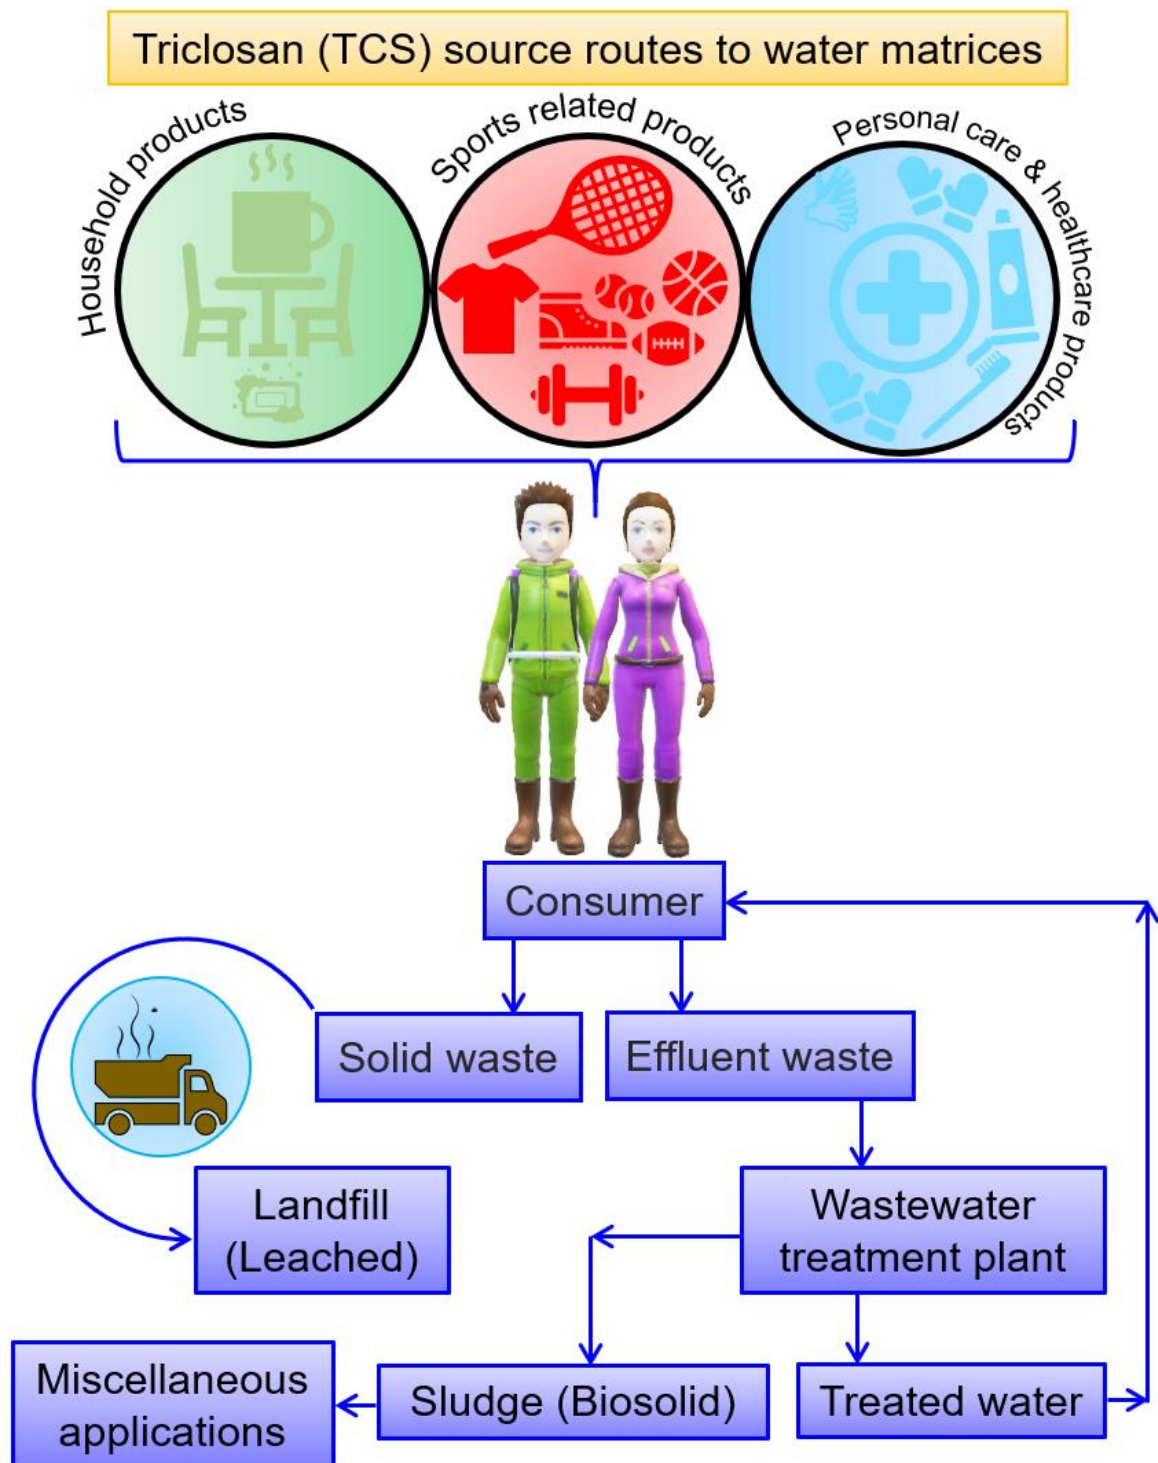 Triclosan (TCS) source routes to water matrices
Household products
Sports related products
Personal care & healthcare products
Consumer
Solid waste
Effluent waste
Landfill
(Leached)
Wastewater
treatment plant
Miscellaneous
applications
Sludge (Biosolid)
Treated water